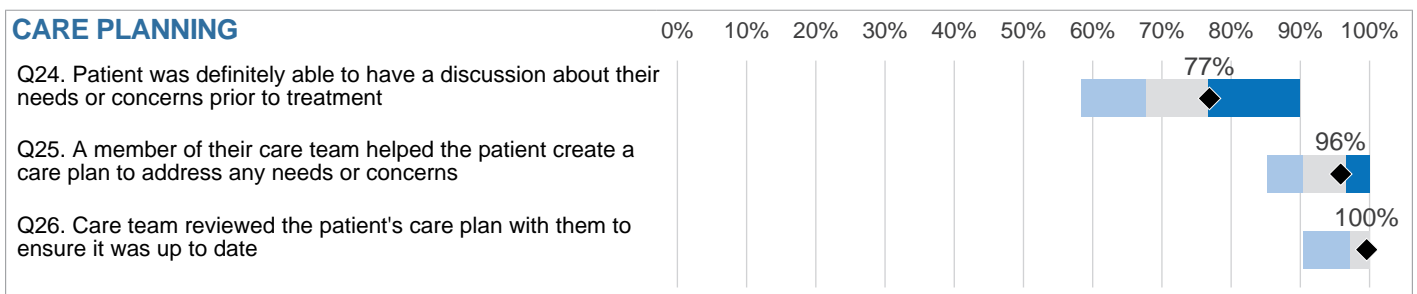 CARE PLANNING 0% 10% 20% 30% 40% 50% 60% 70% 80% 90% 100%
Q24. Patient was definitely able to have a discussion about their
needs or concerns prior to treatment
77%
Q25. A member of their care team helped the patient create a
care plan to address any needs or concerns
96%
Q26. Care team reviewed the patient's care plan with them to
ensure it was up to date
100%